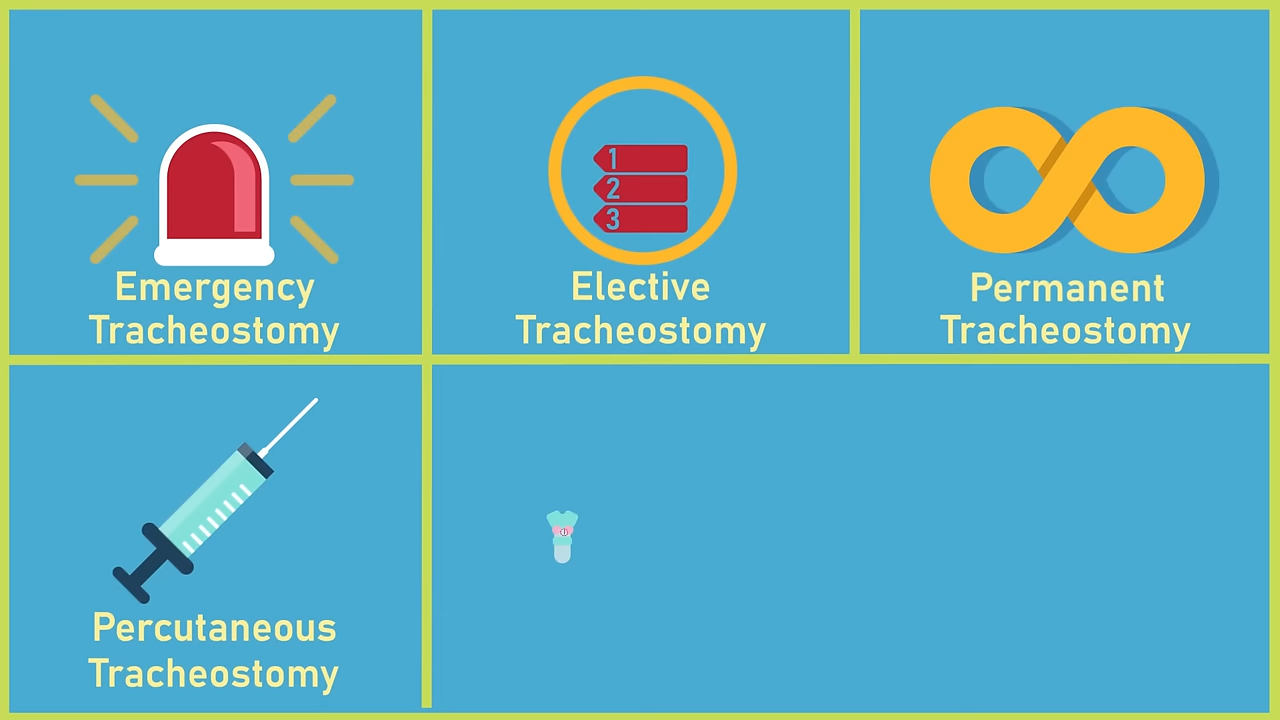 Emergency
Tracheostomy
1
2
3
Elective
Tracheostomy
Permanent
Tracheostomy
Percutaneous
Tracheostomy